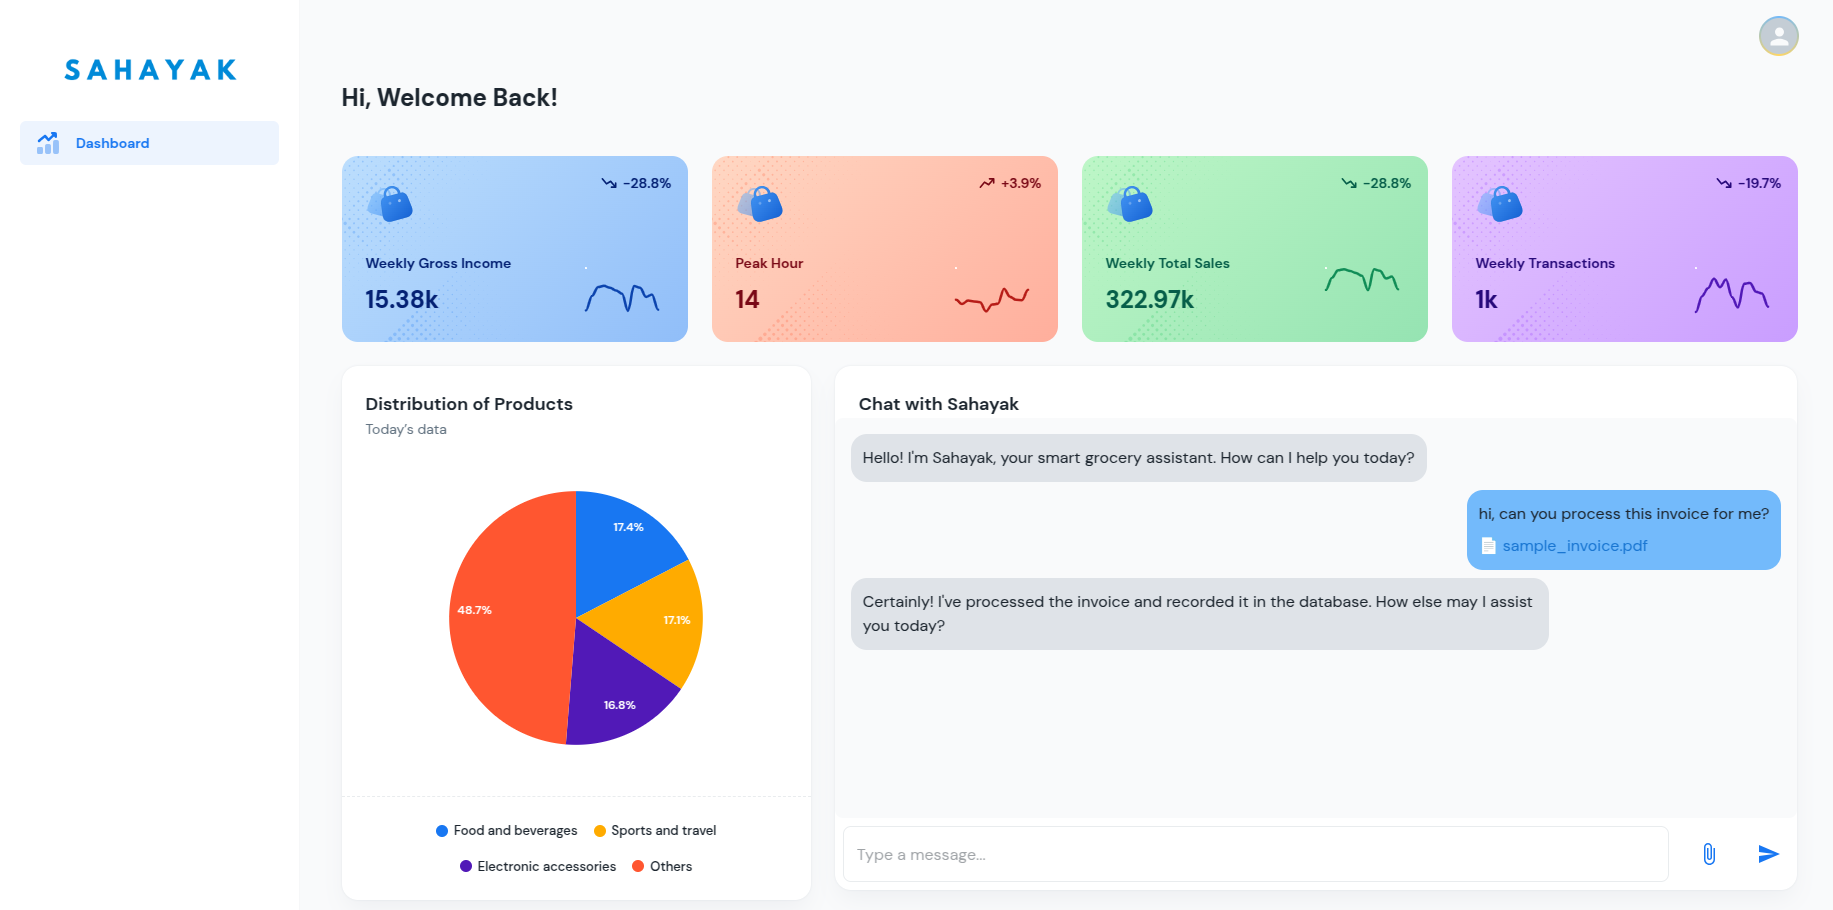 SAHAYAK
Dashboard
Hi, Welcome Back!
-28.8%
Weekly Gross Income
15.38k
+3.9%
Peak Hour
14
-28.8%
Weekly Total Sales
322.97k
-19.7%
Weekly Transactions
1k
Distribution of Products
Today's data
17.4%
48.7%
17.1%
16.8%
Food and beverages
Sports and travel
Electronic accessories
Others
Chat with Sahayak
Hello! I'm Sahayak, your smart grocery assistant. How can I help you today?
hi, can you process this invoice for me?
sample_invoice.pdf
Certainly! I've processed the invoice and recorded it in the database. How else may I assist
you today?
Type a message...